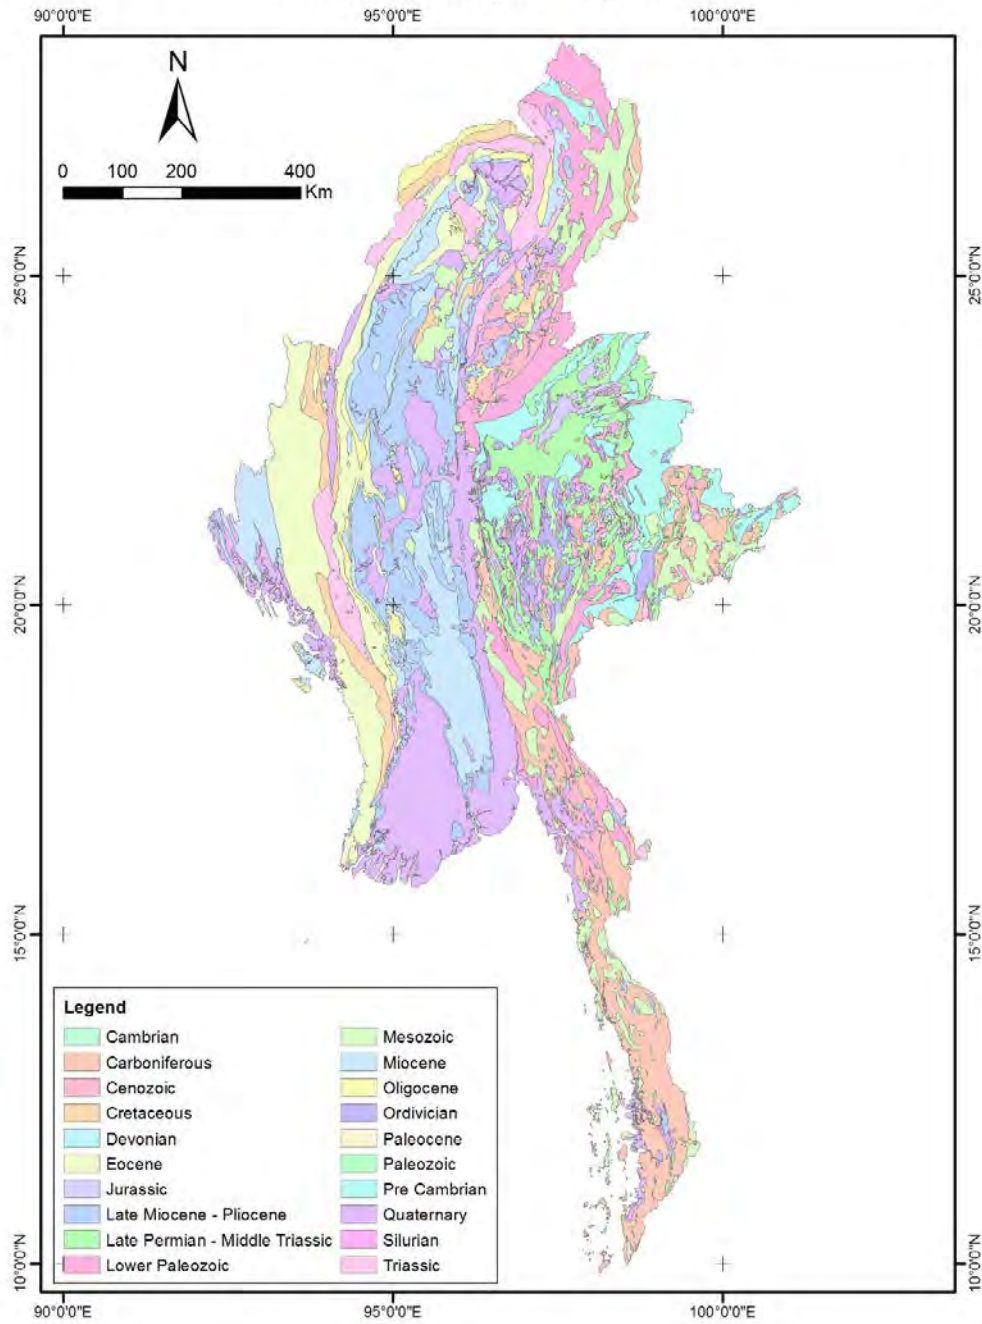 90°0'0"E 95°0'0"E 100°0'0"E
N
0 100 200 400
Km
25°0'0"N 25°0'0"N
20°0'0"N 20°0'0"N
15°0'0"N 15°0'0"N
10°0'0"N 10°0'0"N
Legend
Cambrian
Carboniferous
Cenozoic
Cretaceous
Devonian
Eocene
Jurassic
Late Miocene - Pliocene
Late Permian - Middle Triassic
Lower Paleozoic
Mesozoic
Miocene
Oligocene
Ordivician
Paleocene
Paleozoic
Pre Cambrian
Quaternary
Silurian
Triassic
90°0'0"E 95°0'0"E 100°0'0"E